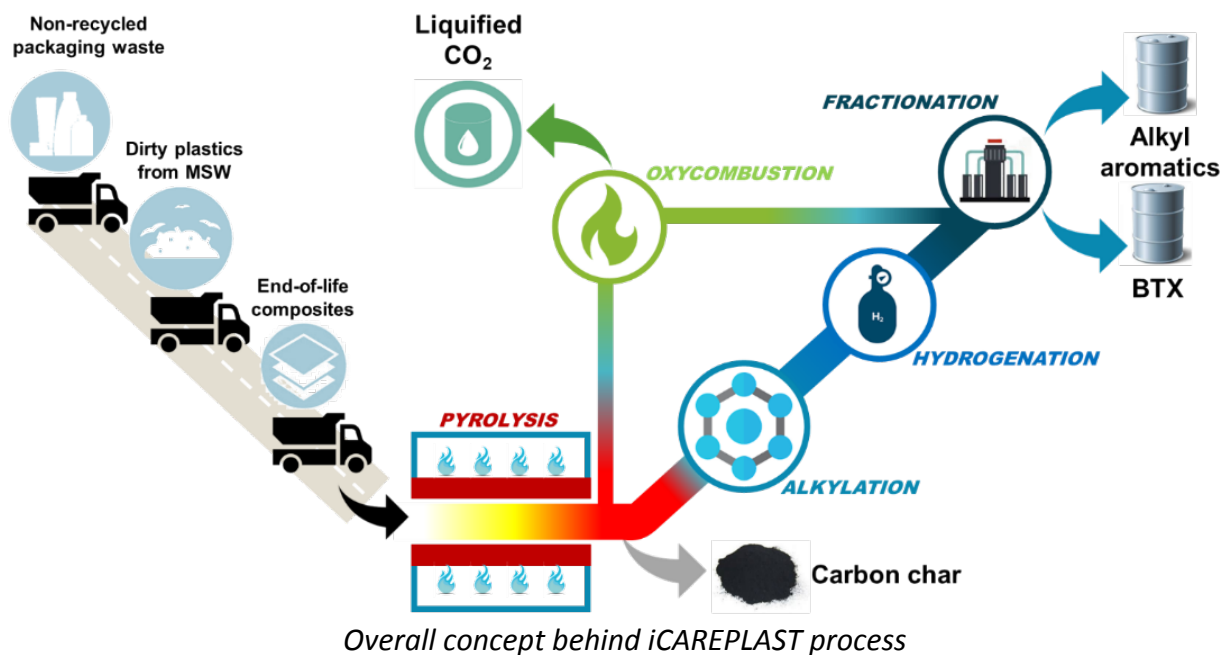 Non-recycled
packaging waste
Dirty plastics
from MSW
End-of-life
composites
PYROLYSIS
Liquified
CO₂
OXYCOMBUSTION
FRACTIONATION
H₂
HYDROGENATION
ALKYLATION
Alkyl
aromatics
BTX
Carbon char
Overall concept behind iCAREPLAST process